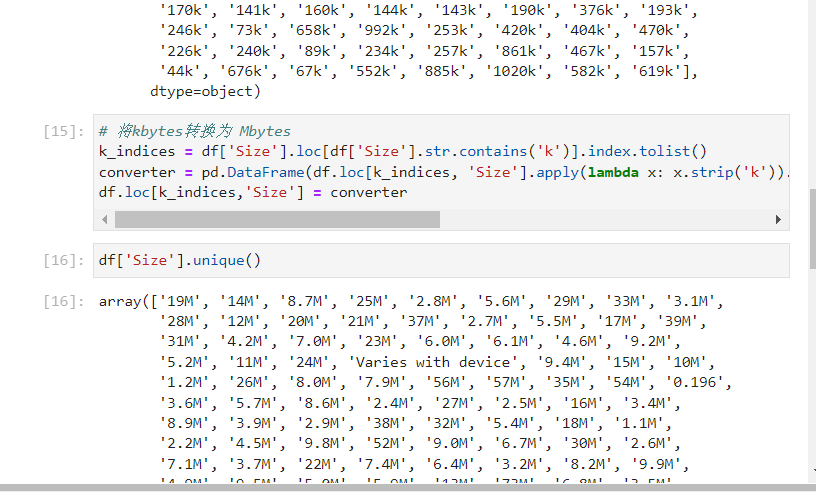 '170k', '141k', '160k', '144k', '143k', '190k', '376k', '193k',
'246k', '73k', '658k', '992k', '253k', '420k', '404k', '470k',
'226k', '240k', '89k', '234k', '257k', '861k', '467k', '157k',
'44k', '676k', '67k', '552k', '885k', '1020k', '582k', '619k'],
dtype=object)
[15]: # 将kbytes转换为 Mbytes
k_indices = df['Size'].loc[df['Size'].str.contains('k')].index.tolist()
converter = pd.DataFrame(df.loc[k_indices, 'Size'].apply(lambda x: x.strip('k')).
df.loc[k_indices,'Size'] = converter
[16]: df['Size'].unique()
[16]: array(['19M', '14M', '8.7M', '25M', '2.8M', '5.6M', '29M', '33M', '3.1M',
'28M', '12M', '20M', '21M', '37M', '2.7M', '5.5M', '17M', '39M',
'31M', '4.2M', '7.0M', '23M', '6.0M', '6.1M', '4.6M', '9.2M',
'5.2M', '11M', '24M', 'Varies with device', '9.4M', '15M', '10M',
'1.2M', '26M', '8.0M', '7.9M', '56M', '57M', '35M', '54M', '0.196',
'3.6M', '5.7M', '8.6M', '2.4M', '27M', '2.5M', '16M', '3.4M',
'8.9M', '3.9M', '2.9M', '38M', '32M', '5.4M', '18M', '1.1M',
'2.2M', '4.5M', '9.8M', '52M', '9.0M', '6.7M', '30M', '2.6M',
'7.1M', '3.7M', '22M', '7.4M', '6.4M', '3.2M', '8.2M', '9.9M',